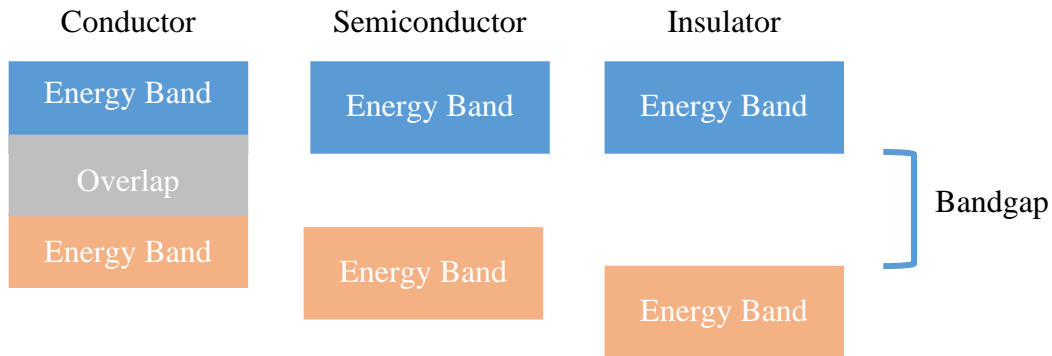 Conductor
Semiconductor
Insulator
Energy Band
Energy Band
Energy Band
Overlap
Bandgap
Energy Band
Energy Band
Energy Band